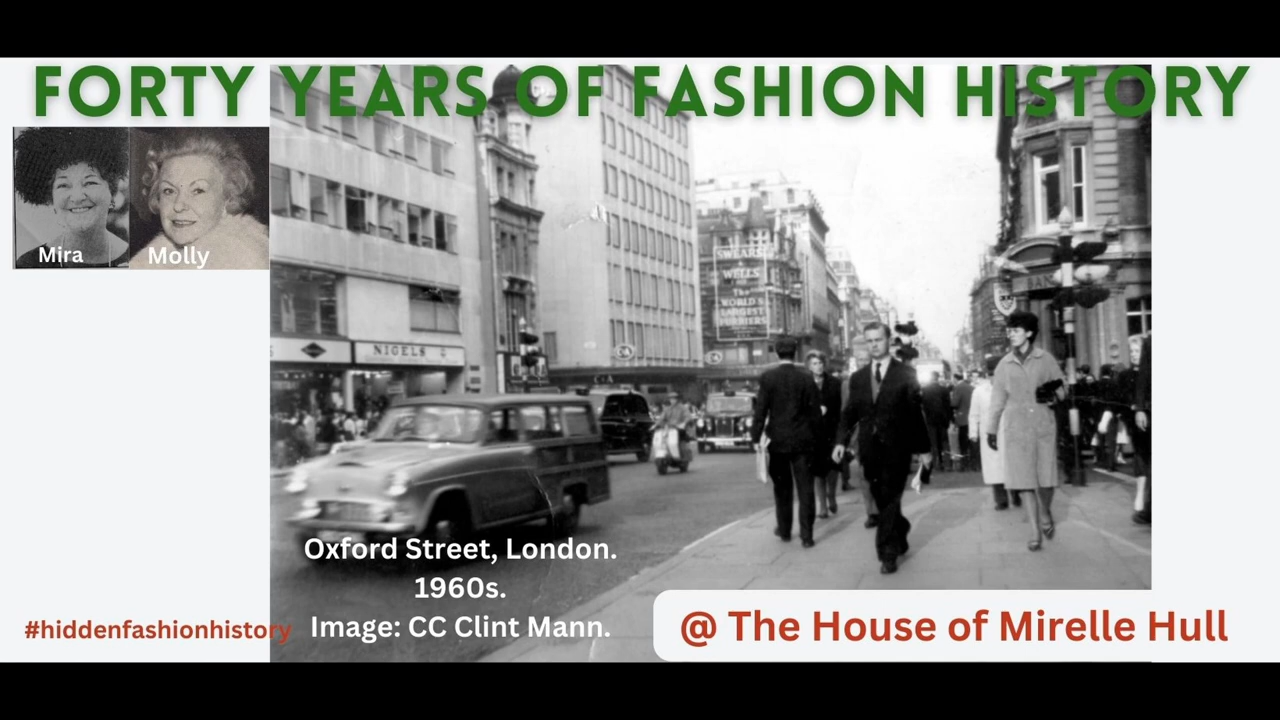 FORTY YEARS OF FASHION HISTORY
Mira
Molly
SWEARS
&
WELLS
The
WORLD'S
LARGEST
FURRIERS
NIGELS
C&A
Oxford Street, London.
1960s.
Image: CC Clint Mann.
#hiddenfashionhistory
@ The House of Mirelle Hull